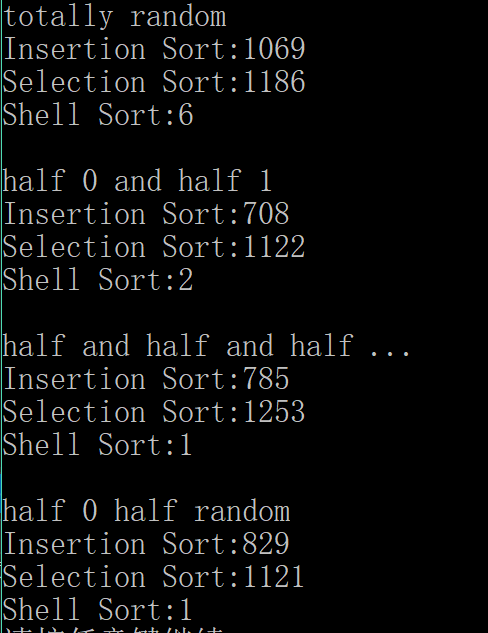 totally random
Insertion Sort:1069
Selection Sort:1186
Shell Sort:6
half 0 and half 1
Insertion Sort:708
Selection Sort:1122
Shell Sort:2
half and half and half ...
Insertion Sort:785
Selection Sort:1253
Shell Sort:1
half 0 half random
Insertion Sort:829
Selection Sort:1121
Shell Sort:1